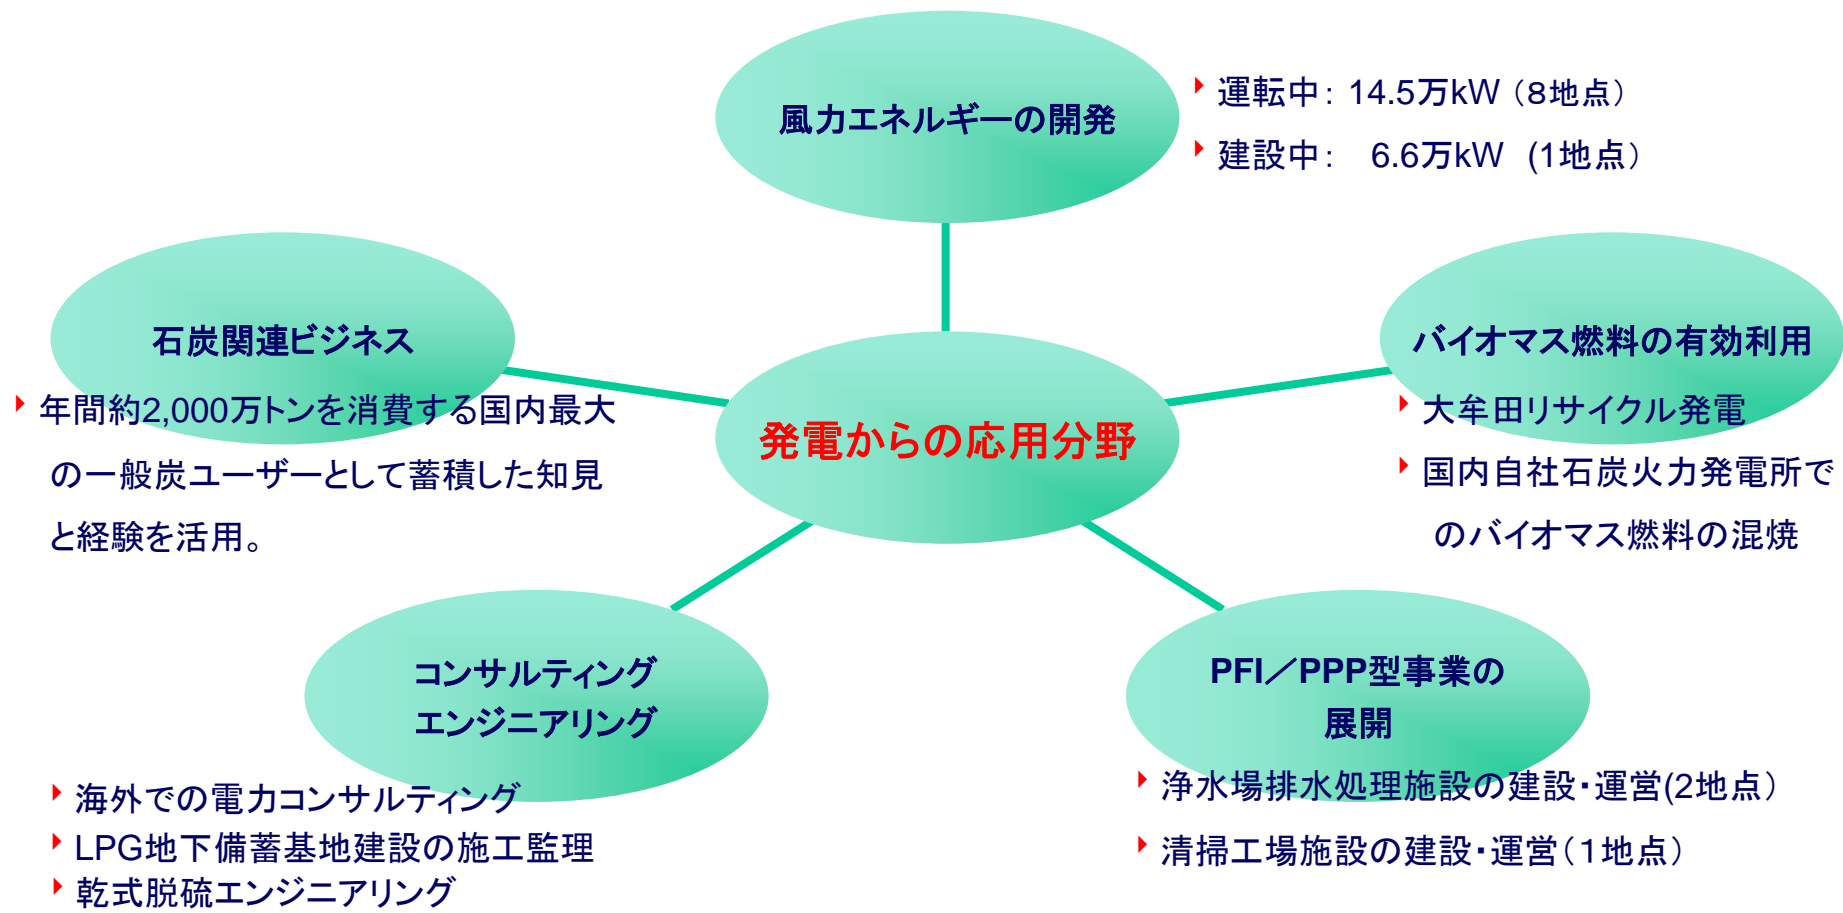 風力エネルギーの開発
運転中： 14.5万kW（８地点）
建設中：　6.6万kW (1地点）
石炭関連ビジネス
年間約2,000万トンを消費する国内最大
の一般炭ユーザーとして蓄積した知見
と経験を活用。
発電からの応用分野
バイオマス燃料の有効利用
大牟田リサイクル発電
国内自社石炭火力発電所で
のバイオマス燃料の混焼
コンサルティング
エンジニアリング
海外での電力コンサルティング
LPG地下備蓄基地建設の施工監理
乾式脱硫エンジニアリング
PFI／PPP型事業の
展開
浄水場排水処理施設の建設・運営(2地点）
清掃工場施設の建設・運営（１地点）